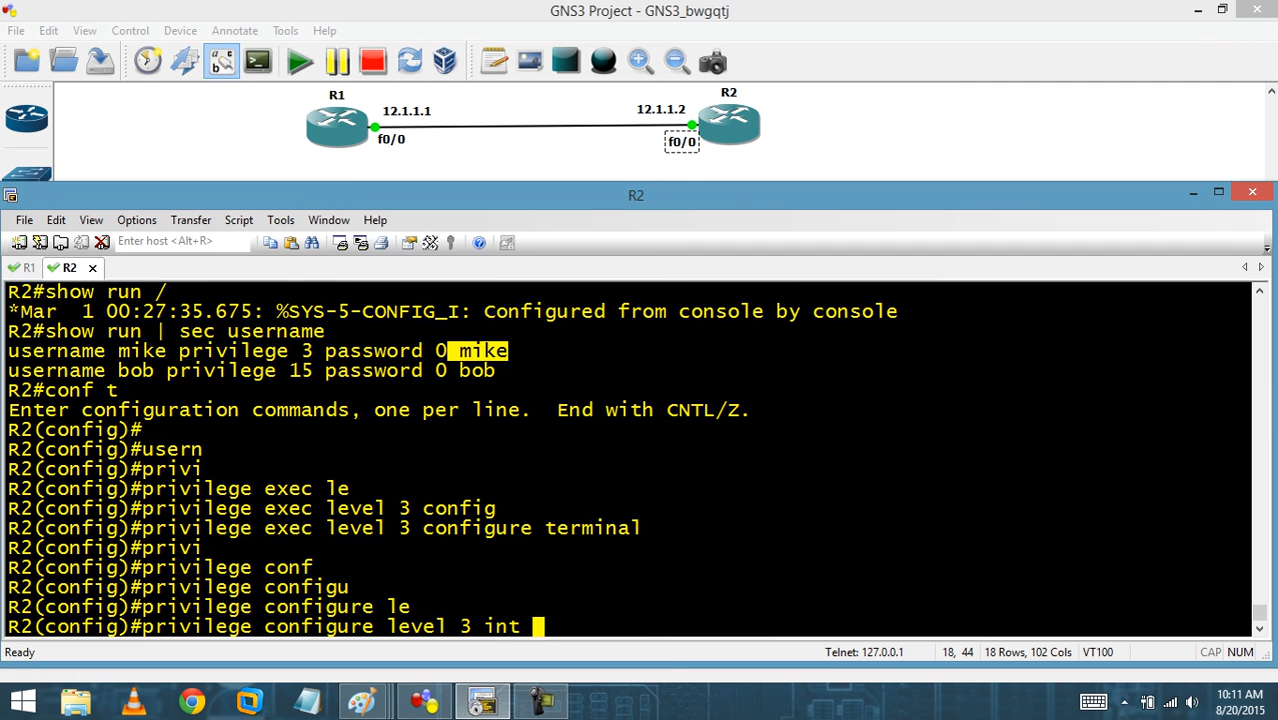 GNS3 Project - GNS3_bwgqtj
File Edit View Control Device Annotate Tools Help
R1
R2
12.1.1.1
12.1.1.2
f0/0
f0/0
R2
File Edit View Options Transfer Script Tools Window Help
Enter host <Alt+R>
R1 R2
R2#show run /
*Mar  1 00:27:35.675: %SYS-5-CONFIG_I: Configured from console by console
R2#show run | sec username
username mike privilege 3 password 0 mike
username bob privilege 15 password 0 bob
R2#conf t
Enter configuration commands, one per line.  End with CNTL/Z.
R2(config)#
R2(config)#usern
R2(config)#privi
R2(config)#privilege exec le
R2(config)#privilege exec level 3 config
R2(config)#privilege exec level 3 configure terminal
R2(config)#privi
R2(config)#privilege conf
R2(config)#privilege configu
R2(config)#privilege configure le
R2(config)#privilege configure level 3 int
Ready Telnet: 127.0.0.1 18, 44 18 Rows, 102 Cols VT100 CAP NUM
10:11 AM
8/20/2015